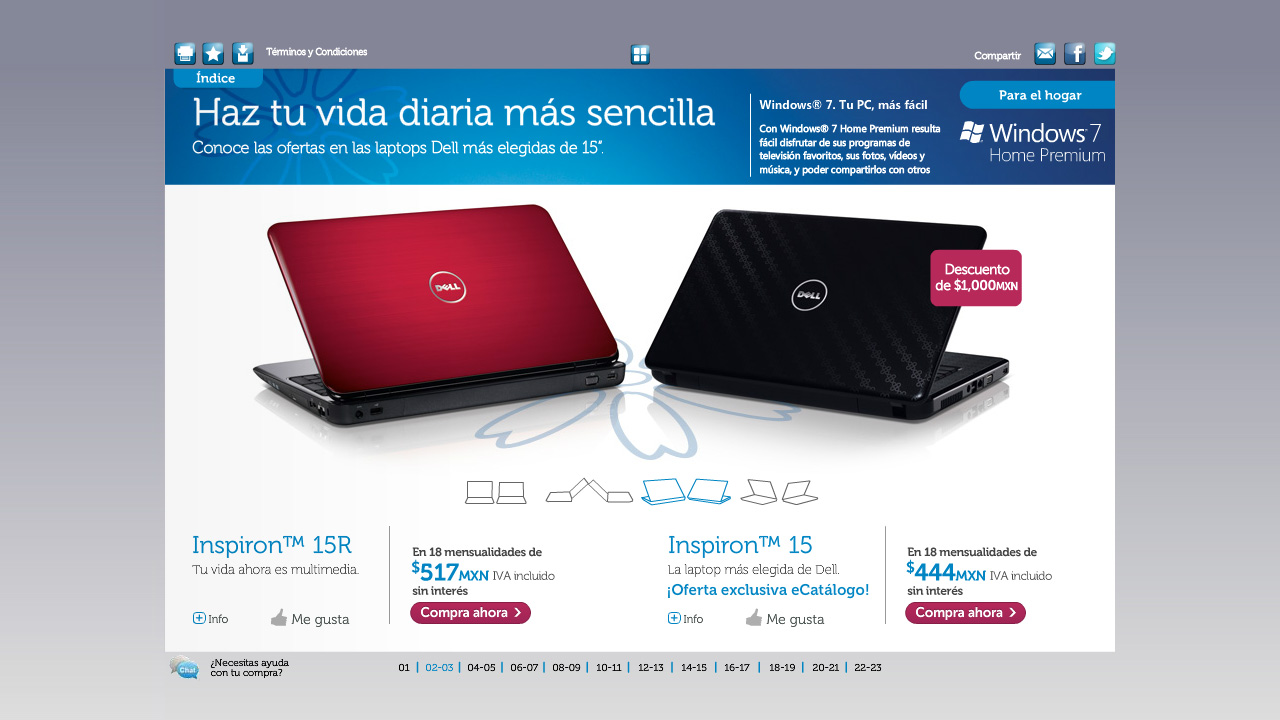 Términos y Condiciones
Compartir
Índice
Haz tu vida diaria más sencilla
Conoce las ofertas en las laptops Dell más elegidas de 15”.
Windows® 7. Tu PC, más fácil
Con Windows® 7 Home Premium resulta
fácil disfrutar de sus programas de
televisión favoritos, sus fotos, vídeos y
música, y poder compartirlos con otros
Para el hogar
Windows® 7
Home Premium
DELL
DELL
Descuento
de $1,000MXN
Inspiron™ 15R
Tu vida ahora es multimedia.
Info
Me gusta
En 18 mensualidades de
$517MXN IVA incluido
sin interés
Compra ahora
Inspiron™ 15
La laptop más elegida de Dell.
¡Oferta exclusiva eCatálogo!
Info
Me gusta
En 18 mensualidades de
$444MXN IVA incluido
sin interés
Compra ahora
Chat
¿Necesitas ayuda
con tu compra?
01 | 02-03 | 04-05 | 06-07 | 08-09 | 10-11 | 12-13 | 14-15 | 16-17 | 18-19 | 20-21 | 22-23